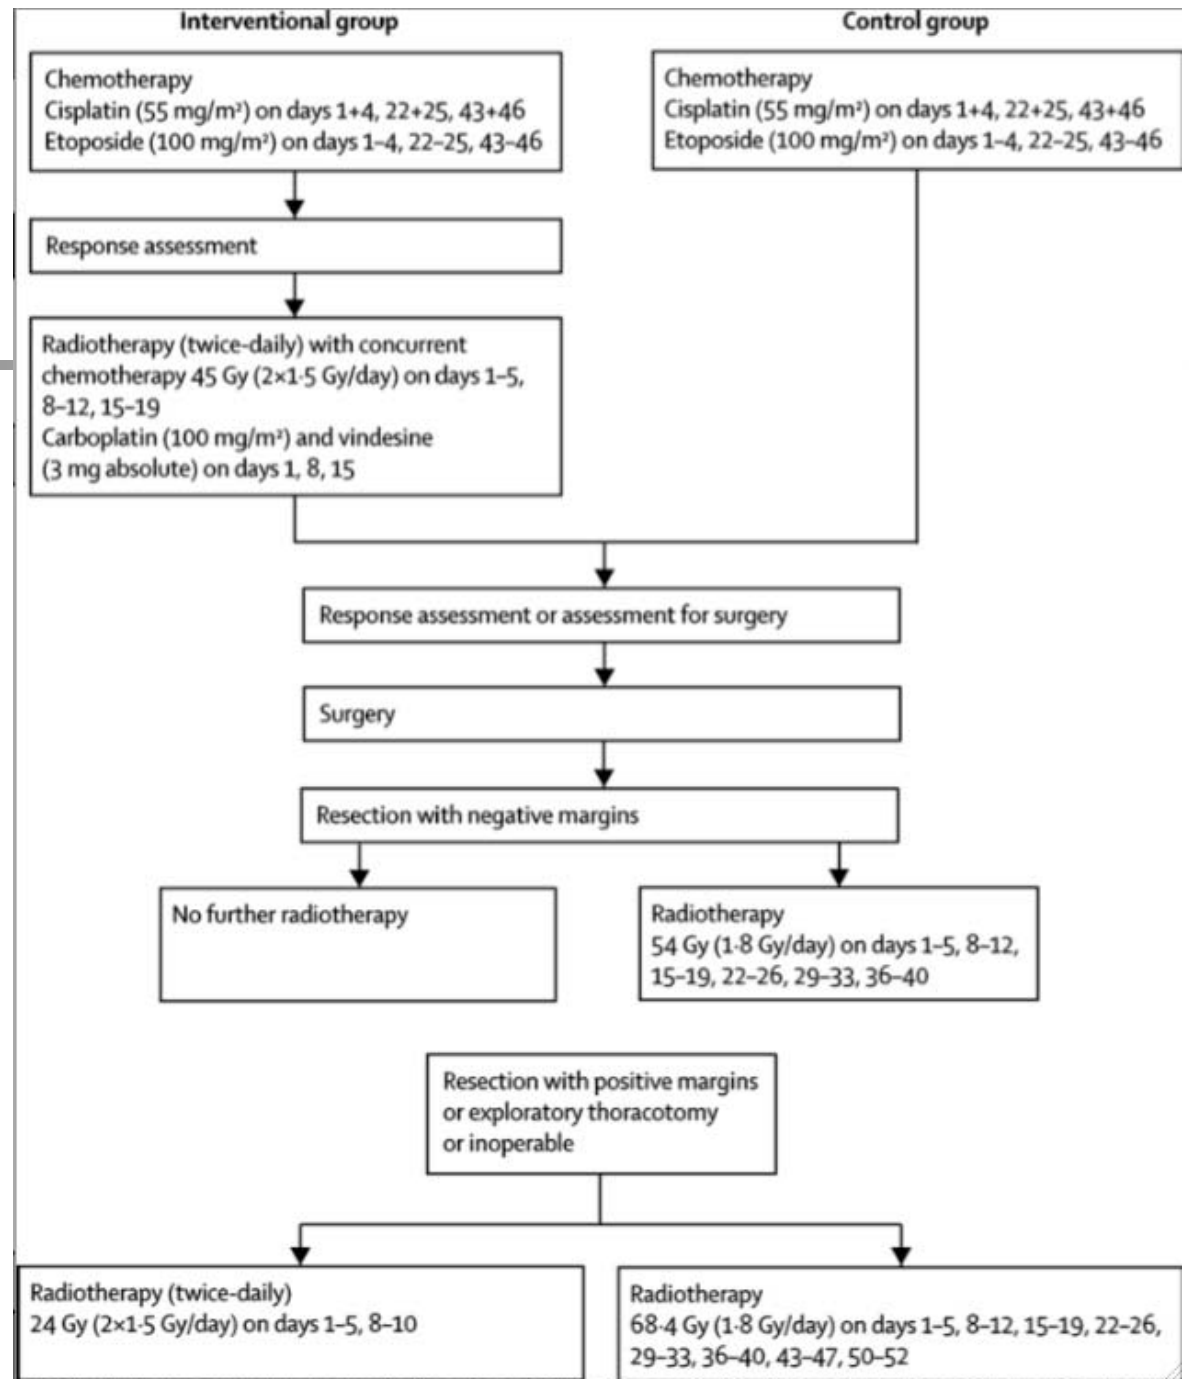 Interventional group
Control group
Chemotherapy
Cisplatin (55 mg/m²) on days 1+4, 22+25, 43+46
Etoposide (100 mg/m²) on days 1–4, 22–25, 43–46
Chemotherapy
Cisplatin (55 mg/m²) on days 1+4, 22+25, 43+46
Etoposide (100 mg/m²) on days 1–4, 22–25, 43–46
Response assessment
Radiotherapy (twice-daily) with concurrent
chemotherapy 45 Gy (2×1·5 Gy/day) on days 1–5,
8–12, 15–19
Carboplatin (100 mg/m²) and vindesine
(3 mg absolute) on days 1, 8, 15
Response assessment or assessment for surgery
Surgery
Resection with negative margins
No further radiotherapy
Radiotherapy
54 Gy (1·8 Gy/day) on days 1–5, 8–12,
15–19, 22–26, 29–33, 36–40
Resection with positive margins
or exploratory thoracotomy
or inoperable
Radiotherapy (twice-daily)
24 Gy (2×1·5 Gy/day) on days 1–5, 8–10
Radiotherapy
68·4 Gy (1·8 Gy/day) on days 1–5, 8–12, 15–19, 22–26,
29–33, 36–40, 43–47, 50–52